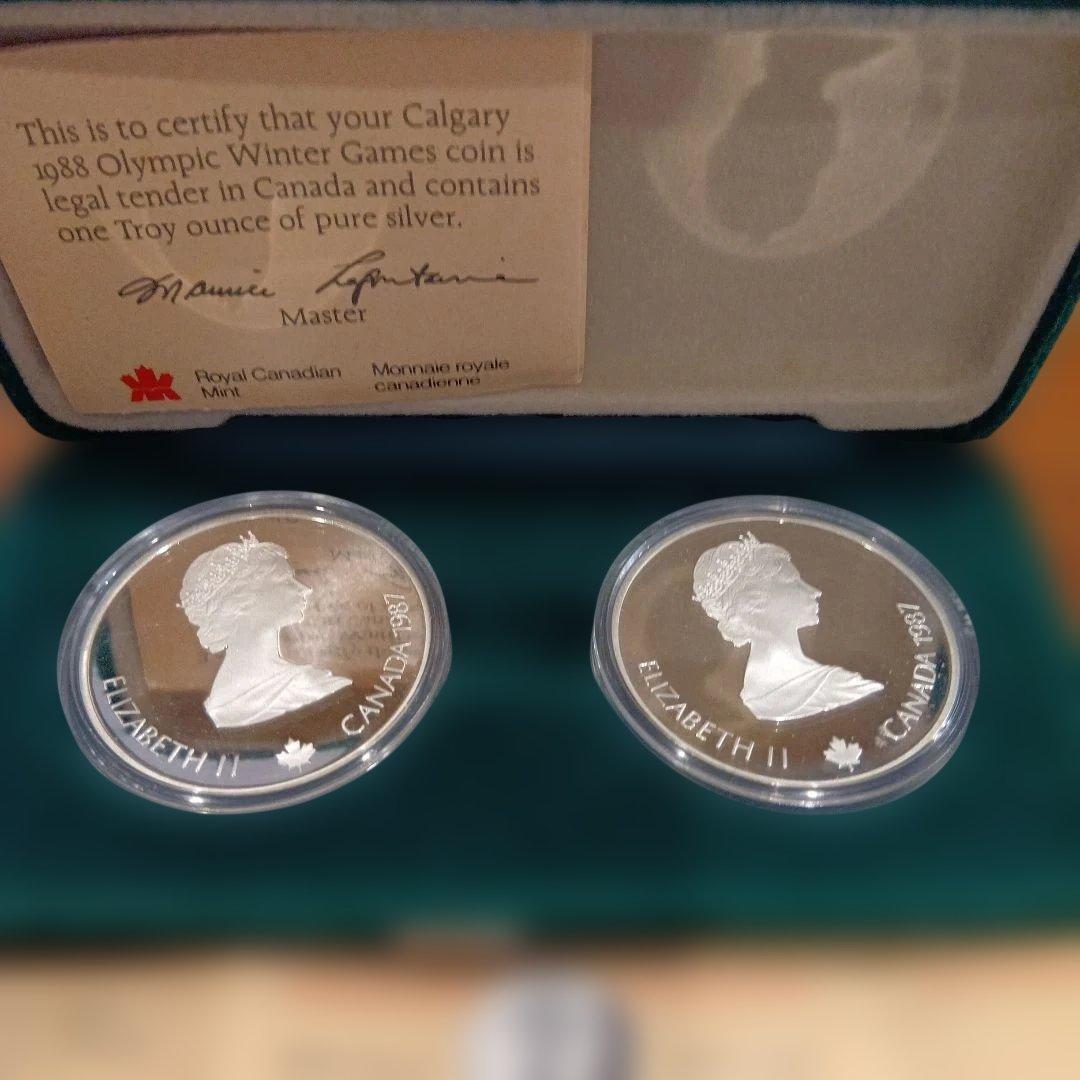 This is to certify that your Calgary
1988 Olympic Winter Games coin is
legal tender in Canada and contains
one Troy ounce of pure silver.
Maurice Lafontaine
Master
Royal Canadian
Mint
Monnaie royale
canadienne
ELIZABETH II CANADA 1987
ELIZABETH II CANADA 1987